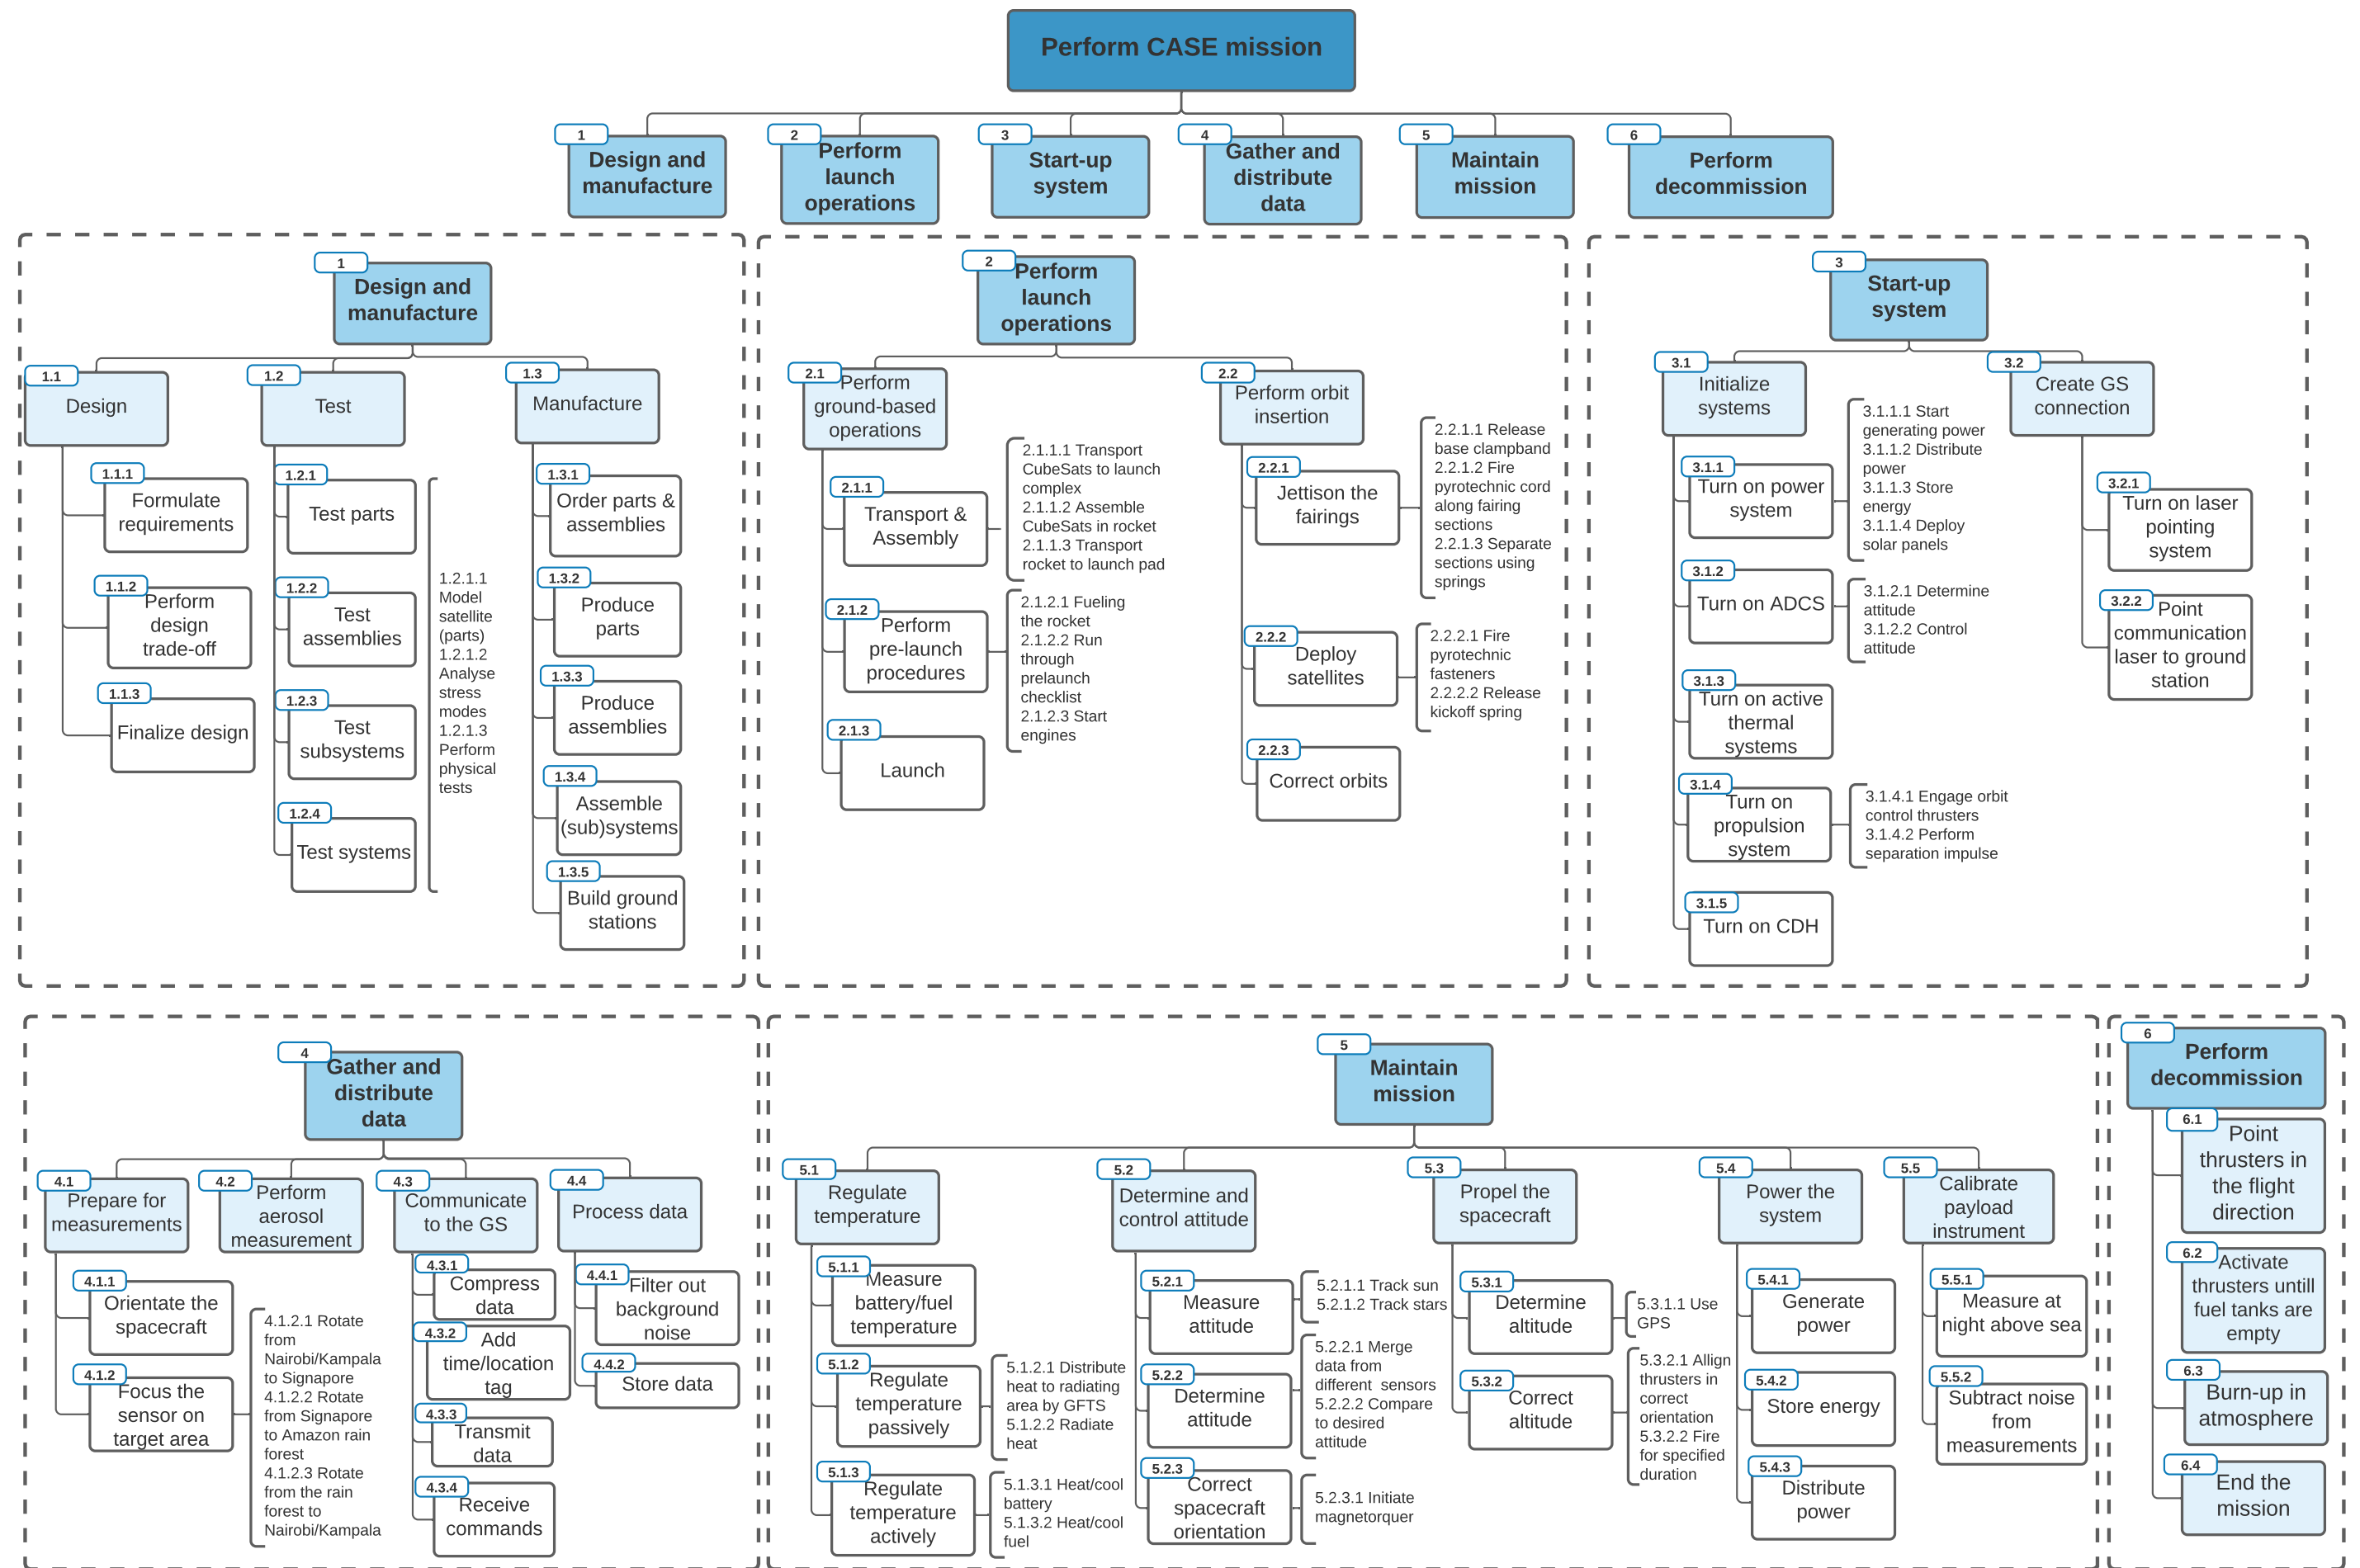 Perform CASE mission
1
Design and
manufacture
2
Perform
launch
operations
3
Start-up
system
4
Gather and
distribute
data
5
Maintain
mission
6
Perform
decommission
1
Design and
manufacture
1.1
Design
1.1.1
Formulate
requirements
1.1.2
Perform
design
trade-off
1.1.3
Finalize design
1.2
Test
1.2.1
Test parts
1.2.2
Test
assemblies
1.2.3
Test
subsystems
1.2.4
Test systems
1.2.1.1
Model
satellite
(parts)
1.2.1.2
Analyse
stress
modes
1.2.1.3
Perform
physical
tests
1.3
Manufacture
1.3.1
Order parts &
assemblies
1.3.2
Produce
parts
1.3.3
Produce
assemblies
1.3.4
Assemble
(sub)systems
1.3.5
Build ground
stations
2
Perform
launch
operations
2.1
Perform
ground-based
operations
2.1.1
Transport &
Assembly
2.1.1.1 Transport
CubeSats to launch
complex
2.1.1.2 Assemble
CubeSats in rocket
2.1.1.3 Transport
rocket to launch pad
2.1.2
Perform
pre-launch
procedures
2.1.2.1 Fueling
the rocket
2.1.2.2 Run
through
prelaunch
checklist
2.1.2.3 Start
engines
2.1.3
Launch
2.2
Perform orbit
insertion
2.2.1
Jettison the
fairings
2.2.1.1 Release
base clampband
2.2.1.2 Fire
pyrotechnic cord
along fairing
sections
2.2.1.3 Separate
sections using
springs
2.2.2
Deploy
satellites
2.2.2.1 Fire
pyrotechnic
fasteners
2.2.2.2 Release
kickoff spring
2.2.3
Correct orbits
3
Start-up
system
3.1
Initialize
systems
3.1.1
Turn on power
system
3.1.1.1 Start
generating power
3.1.1.2 Distribute
power
3.1.1.3 Store
energy
3.1.1.4 Deploy
solar panels
3.1.2
Turn on ADCS
3.1.2.1 Determine
attitude
3.1.2.2 Control
attitude
3.1.3
Turn on active
thermal
systems
3.1.4
Turn on
propulsion
system
3.1.4.1 Engage orbit
control thrusters
3.1.4.2 Perform
separation impulse
3.1.5
Turn on CDH
3.2
Create GS
connection
3.2.1
Turn on laser
pointing
system
3.2.2
Point
communication
laser to ground
station
4
Gather and
distribute
data
4.1
Prepare for
measurements
4.1.1
Orientate the
spacecraft
4.1.2
Focus the
sensor on
target area
4.1.2.1 Rotate
from
Nairobi/Kampala
to Signapore
4.1.2.2 Rotate
from Signapore
to Amazon rain
forest
4.1.2.3 Rotate
from the rain
forest to
Nairobi/Kampala
4.2
Perform
aerosol
measurement
4.3
Communicate
to the GS
4.3.1
Compress
data
4.3.2
Add
time/location
tag
4.3.3
Transmit
data
4.3.4
Receive
commands
4.4
Process data
4.4.1
Filter out
background
noise
4.4.2
Store data
5
Maintain
mission
5.1
Regulate
temperature
5.1.1
Measure
battery/fuel
temperature
5.1.2
Regulate
temperature
passively
5.1.2.1 Distribute
heat to radiating
area by GFTS
5.1.2.2 Radiate
heat
5.1.3
Regulate
temperature
actively
5.1.3.1 Heat/cool
battery
5.1.3.2 Heat/cool
fuel
5.2
Determine and
control attitude
5.2.1
Measure
attitude
5.2.1.1 Track sun
5.2.1.2 Track stars
5.2.2
Determine
attitude
5.2.2.1 Merge
data from
different sensors
5.2.2.2 Compare
to desired
attitude
5.2.3
Correct
spacecraft
orientation
5.2.3.1 Initiate
magnetorquer
5.3
Propel the
spacecraft
5.3.1
Determine
altitude
5.3.1.1 Use
GPS
5.3.2
Correct
altitude
5.3.2.1 Allign
thrusters in
correct
orientation
5.3.2.2 Fire
for specified
duration
5.4
Power the
system
5.4.1
Generate
power
5.4.2
Store energy
5.4.3
Distribute
power
5.5
Calibrate
payload
instrument
5.5.1
Measure at
night above sea
5.5.2
Subtract noise
from
measurements
6
Perform
decommission
6.1
Point
thrusters in
the flight
direction
6.2
Activate
thrusters untill
fuel tanks are
empty
6.3
Burn-up in
atmosphere
6.4
End the
mission